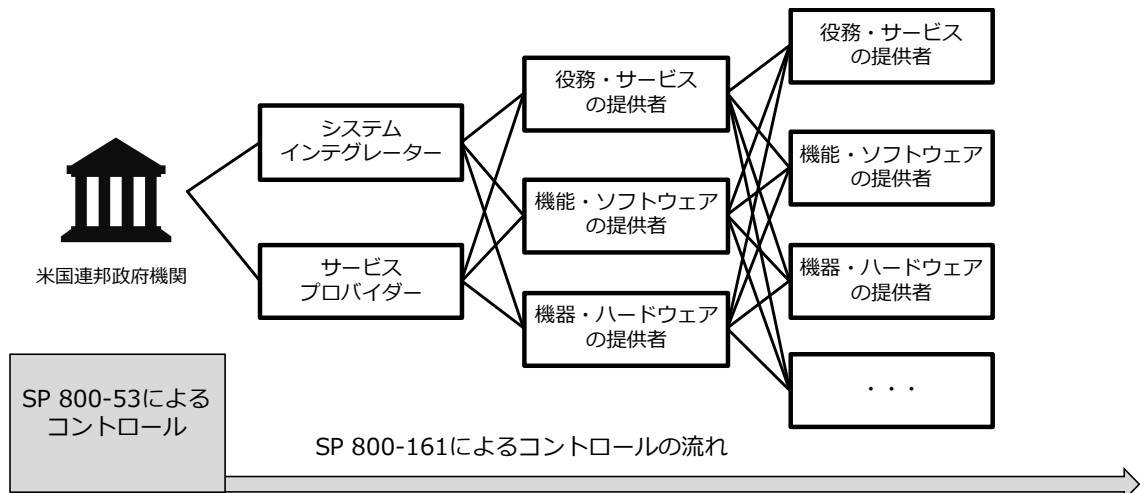 米国連邦政府機関
システム
インテグレーター
サービス
プロバイダー
役務・サービス
の提供者
機能・ソフトウェア
の提供者
機器・ハードウェア
の提供者
役務・サービス
の提供者
機能・ソフトウェア
の提供者
機器・ハードウェア
の提供者
・・・
SP 800-53による
コントロール
SP 800-161によるコントロールの流れ